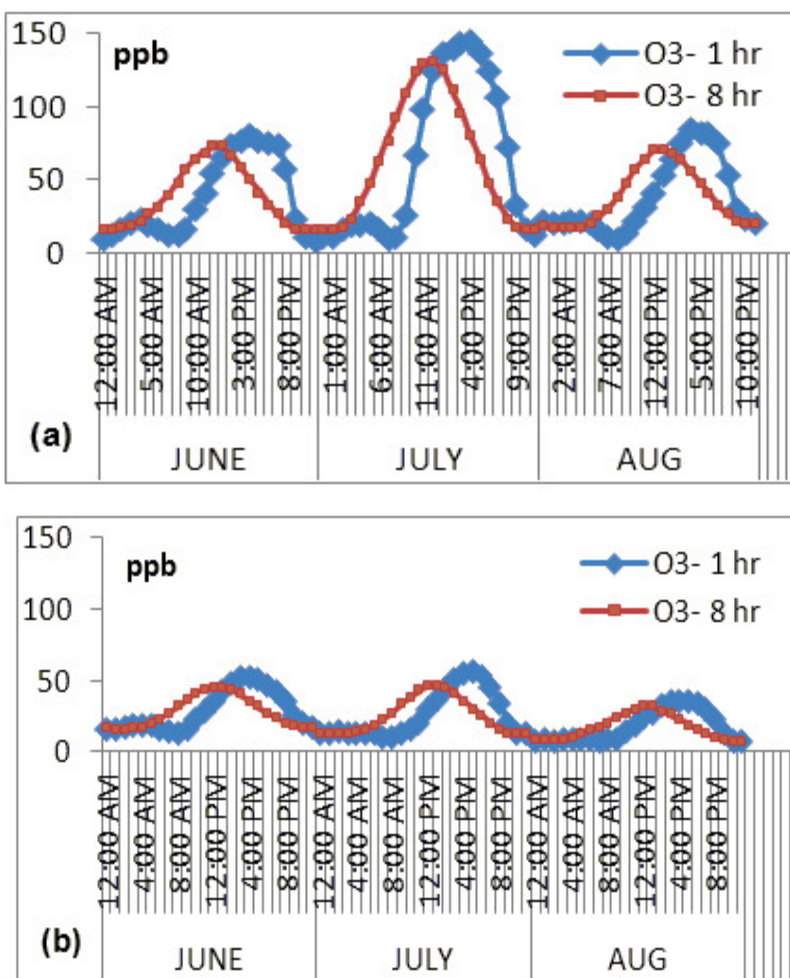 150
ppb
O3- 1 hr
100
O3- 8 hr
50
0
12:00 AM
5:00 AM
10:00 AM
3:00 PM
8:00 PM
1:00 AM
6:00 AM
11:00 AM
4:00 PM
9:00 PM
2:00 AM
7:00 AM
12:00 PM
5:00 PM
10:00 PM
(a)
JUNE
JULY
AUG
150
ppb
O3- 1 hr
100
O3- 8 hr
50
0
12:00 AM
4:00 AM
8:00 AM
12:00 PM
4:00 PM
8:00 PM
12:00 AM
4:00 AM
8:00 AM
12:00 PM
4:00 PM
8:00 PM
12:00 AM
4:00 AM
8:00 AM
12:00 PM
4:00 PM
8:00 PM
(b)
JUNE
JULY
AUG